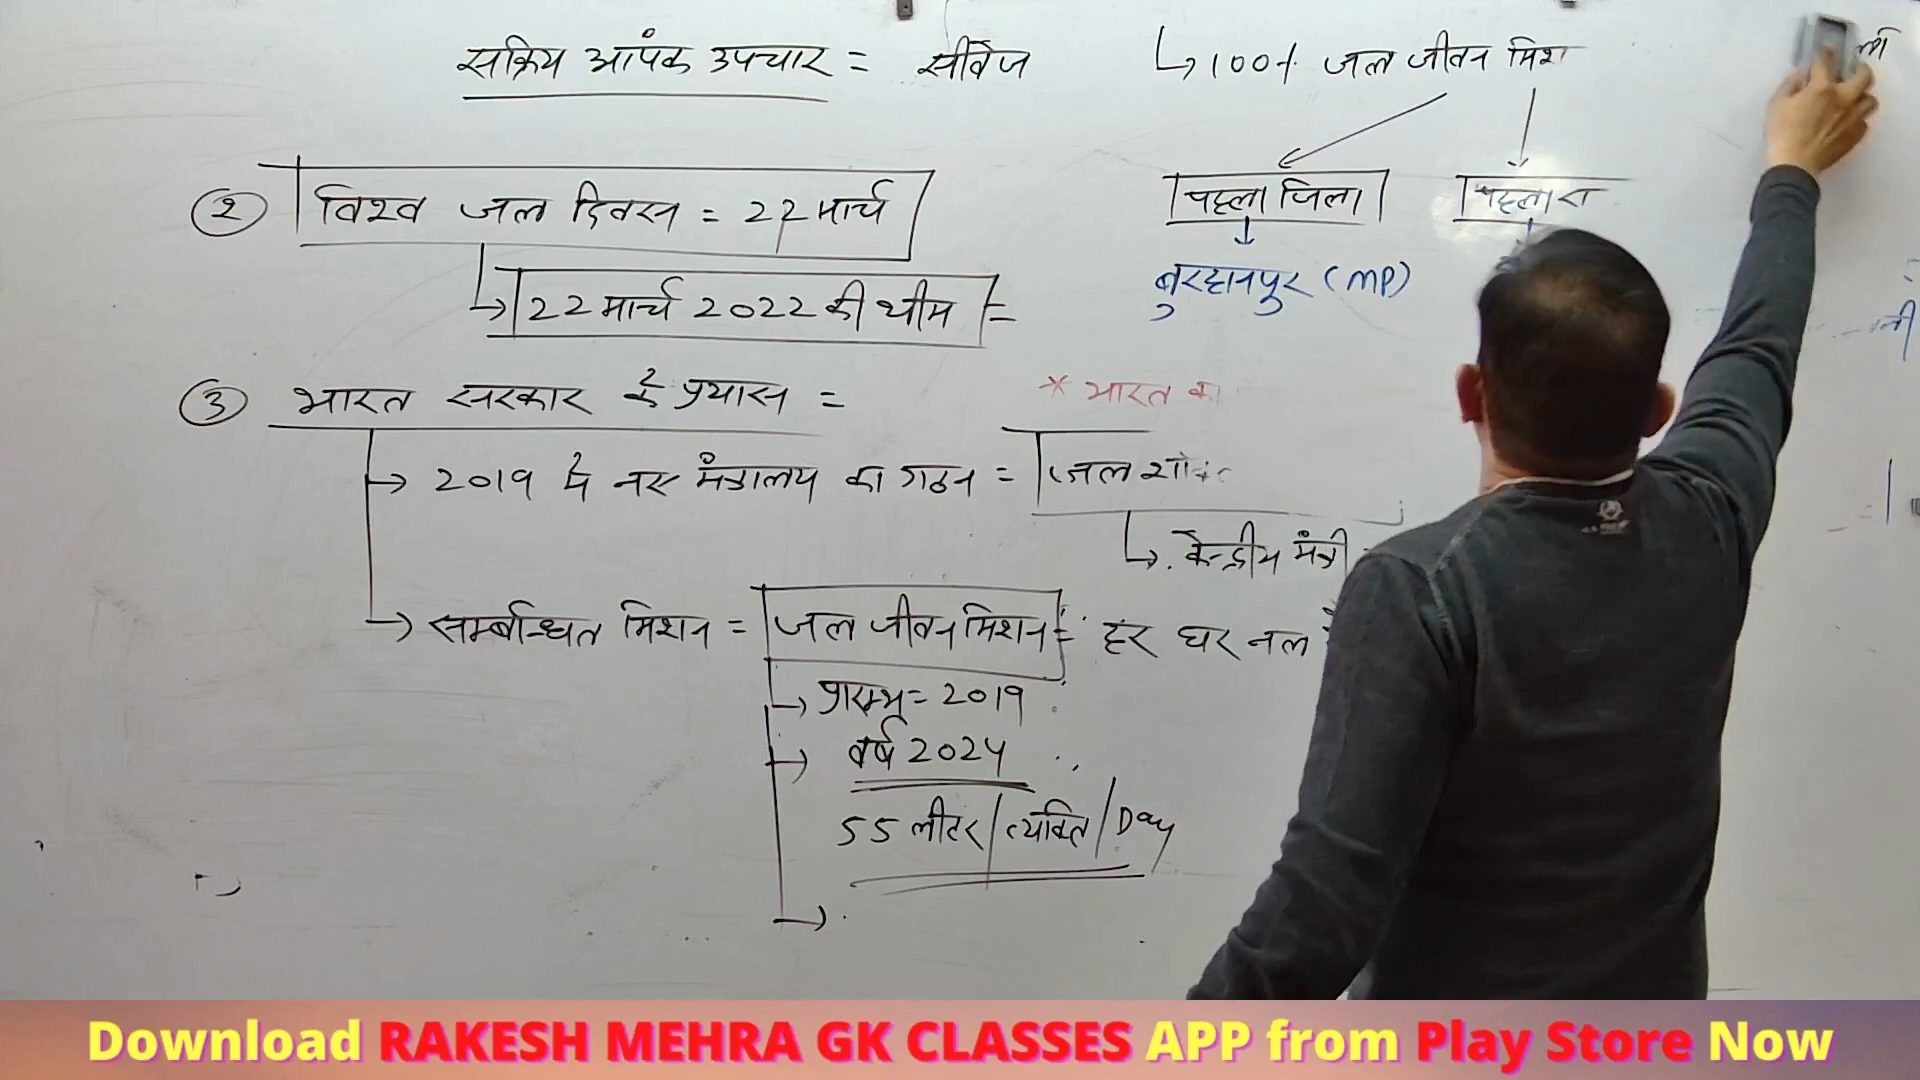 सक्रिय आपंक उपचार = सीवेज
↳ 100% जल जीवन मिश
② विश्व जल दिवस = 22 मार्च
↳ 22 मार्च 2022 की थीम =
पहला जिला
पहला रा
बुरहानपुर (MP)
③ भारत सरकार के प्रयास =
* भारत का
→ 2019 में नए मंत्रालय का गठन = जल श
↳ केन्द्रीय मंत्री
→ सम्बन्धित मिशन = जल जीवन मिशन = हर घर नल
→ प्रारम्भ = 2019
→ वर्ष 2024
55 लीटर / व्यक्ति / Day
Download RAKESH MEHRA GK CLASSES APP from Play Store Now